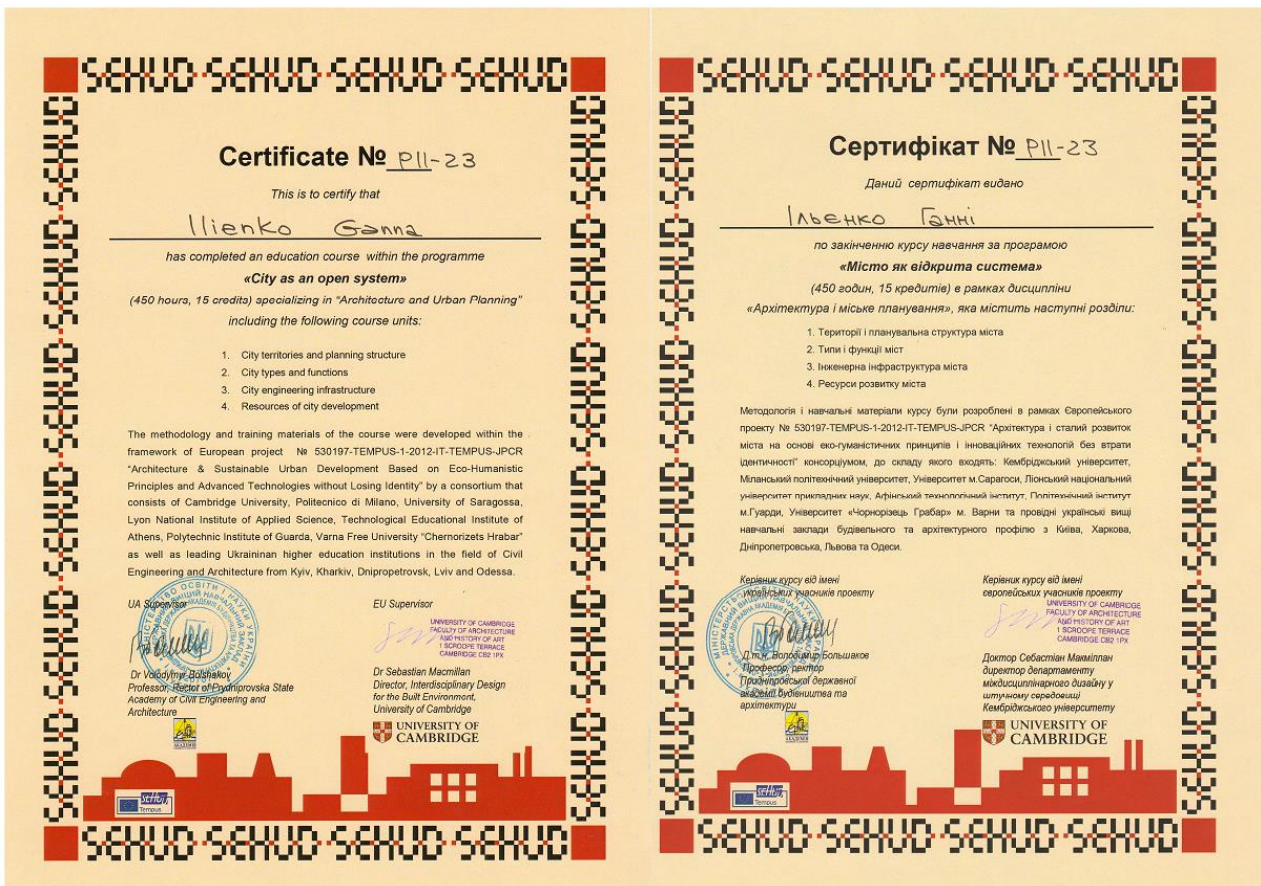 SCHUD·SCHUD·SCHUD·SCHUD
Certificate № PII-23
This is to certify that
Ilienko Ganna
has completed an education course within the programme
«City as an open system»
(450 hours, 15 credits) specializing in "Architecture and Urban Planning"
including the following course units:
1. City territories and planning structure
2. City types and functions
3. City engineering infrastructure
4. Resources of city development
The methodology and training materials of the course were developed within the
framework of European project № 530197-TEMPUS-1-2012-IT-TEMPUS-JPCR
"Architecture & Sustainable Urban Development Based on Eco-Humanistic
Principles and Advanced Technologies without Losing Identity" by a consortium that
consists of Cambridge University, Politecnico di Milano, University of Saragossa,
Lyon National Institute of Applied Science, Technological Educational Institute of
Athens, Polytechnic Institute of Guarda, Varna Free University "Chernorizets Hrabar"
as well as leading Ukraininan higher education institutions in the field of Civil
Engineering and Architecture from Kyiv, Kharkiv, Dnipropetrovsk, Lviv and Odessa.
UA Supervisor
Dr Volodymyr Bolshakov
Professor, Rector of Prydniprovska State
Academy of Civil Engineering and
Architecture
EU Supervisor
UNIVERSITY OF CAMBRIDGE
FACULTY OF ARCHITECTURE
AND HISTORY OF ART
1 SCROOPE TERRACE
CAMBRIDGE CB2 1PX
Dr Sebastian Macmillan
Director, Interdisciplinary Design
for the Built Environment,
University of Cambridge
UNIVERSITY OF
CAMBRIDGE
SCHUD
Tempus
SCHUD·SCHUD·SCHUD·SCHUD
SCHUD·SCHUD·SCHUD·SCHUD
Сертифікат № PII-23
Даний сертифікат видано
Ільєнко Ганні
по закінченню курсу навчання за програмою
«Місто як відкрита система»
(450 годин, 15 кредитів) в рамках дисципліни
«Архітектура і міське планування», яка містить наступні розділи:
1. Території і планувальна структура міста
2. Типи і функції міст
3. Інженерна інфраструктура міста
4. Ресурси розвитку міста
Методологія і навчальні матеріали курсу були розроблені в рамках Європейського
проекту № 530197-TEMPUS-1-2012-IT-TEMPUS-JPCR "Архітектура і сталий розвиток
міста на основі еко-гуманістичних принципів і інноваційних технологій без втрати
ідентичності" консорціумом, до складу якого входять: Кембріджський університет,
Міланський політехнічний університет, Університет м.Сарагоси, Ліонський національний
університет прикладних наук, Афінський технологічний інститут, Політехнічний інститут
м.Гуарди, Університет «Чорнорізець Грабар» м. Варни та провідні українські вищі
навчальні заклади будівельного та архітектурного профілю з Київа, Харкова,
Дніпропетровська, Львова та Одеси.
Керівник курсу від імені
українських учасників проекту
Д.т.н. Володимир Большаков
Професор, ректор
Придніпровської державної
академії будівництва та
архітектури
Керівник курсу від імені
європейських учасників проекту
UNIVERSITY OF CAMBRIDGE
FACULTY OF ARCHITECTURE
AND HISTORY OF ART
1 SCROOPE TERRACE
CAMBRIDGE CB2 1PX
Доктор Себастіан Макміллан
директор департаменту
міждисциплінарного дизайну у
штучному середовищі
Кембріджського університету
UNIVERSITY OF
CAMBRIDGE
SCHUD
Tempus
SCHUD·SCHUD·SCHUD·SCHUD